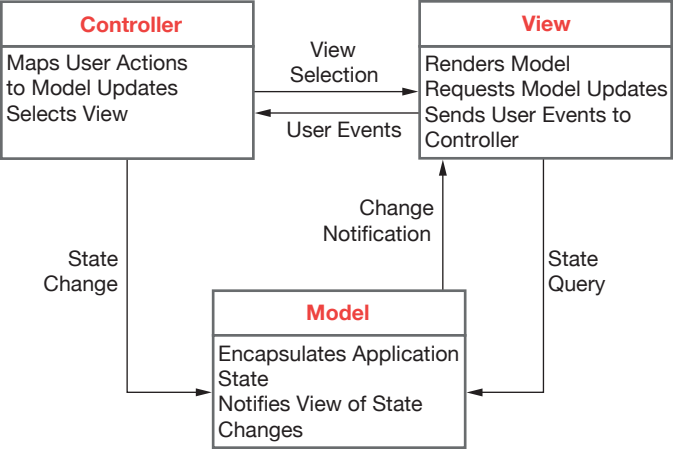 Controller
Maps User Actions
to Model Updates
Selects View
View
Selection
User Events
View
Renders Model
Requests Model Updates
Sends User Events to
Controller
State
Change
Change
Notification
State
Query
Model
Encapsulates Application
State
Notifies View of State
Changes